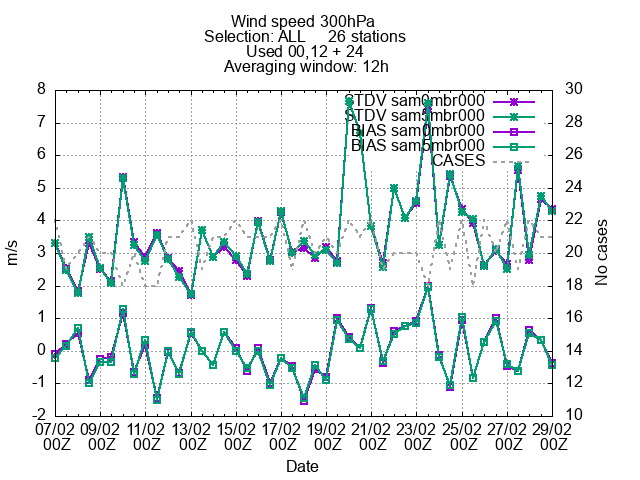 Wind speed 300hPa
Selection: ALL 26 stations
Used 00,12 + 24
Averaging window: 12h
STDV sam0mbr000
STDV sam5mbr000
BIAS sam0mbr000
BIAS sam5mbr000
CASES
8
7
6
5
4
3
2
1
0
-1
-2
m/s
30
28
26
24
22
20
18
16
14
12
10
No cases
07/02 09/02 11/02 13/02 15/02 17/02 19/02 21/02 23/02 25/02 27/02 29/02
00Z 00Z 00Z 00Z 00Z 00Z 00Z 00Z 00Z 00Z 00Z 00Z
Date